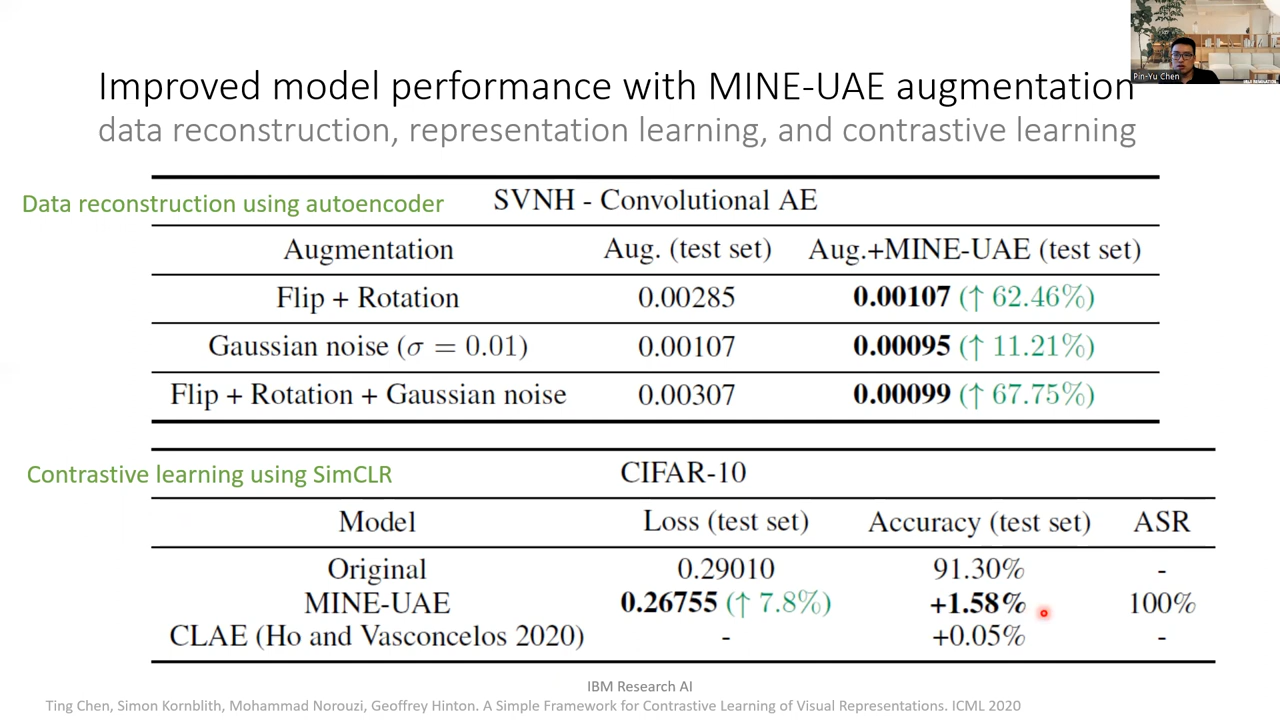 Pin-Yu Chen
Improved model performance with MINE-UAE augmentation
data reconstruction, representation learning, and contrastive learning
Data reconstruction using autoencoder
SVNH - Convolutional AE
Augmentation Aug. (test set) Aug.+MINE-UAE (test set)
Flip + Rotation 0.00285 0.00107 (↑ 62.46%)
Gaussian noise (σ = 0.01) 0.00107 0.00095 (↑ 11.21%)
Flip + Rotation + Gaussian noise 0.00307 0.00099 (↑ 67.75%)
Contrastive learning using SimCLR
CIFAR-10
Model Loss (test set) Accuracy (test set) ASR
Original 0.29010 91.30% -
MINE-UAE 0.26755 (↑ 7.8%) +1.58% 100%
CLAE (Ho and Vasconcelos 2020) - +0.05% -
IBM Research AI
Ting Chen, Simon Kornblith, Mohammad Norouzi, Geoffrey Hinton. A Simple Framework for Contrastive Learning of Visual Representations. ICML 2020